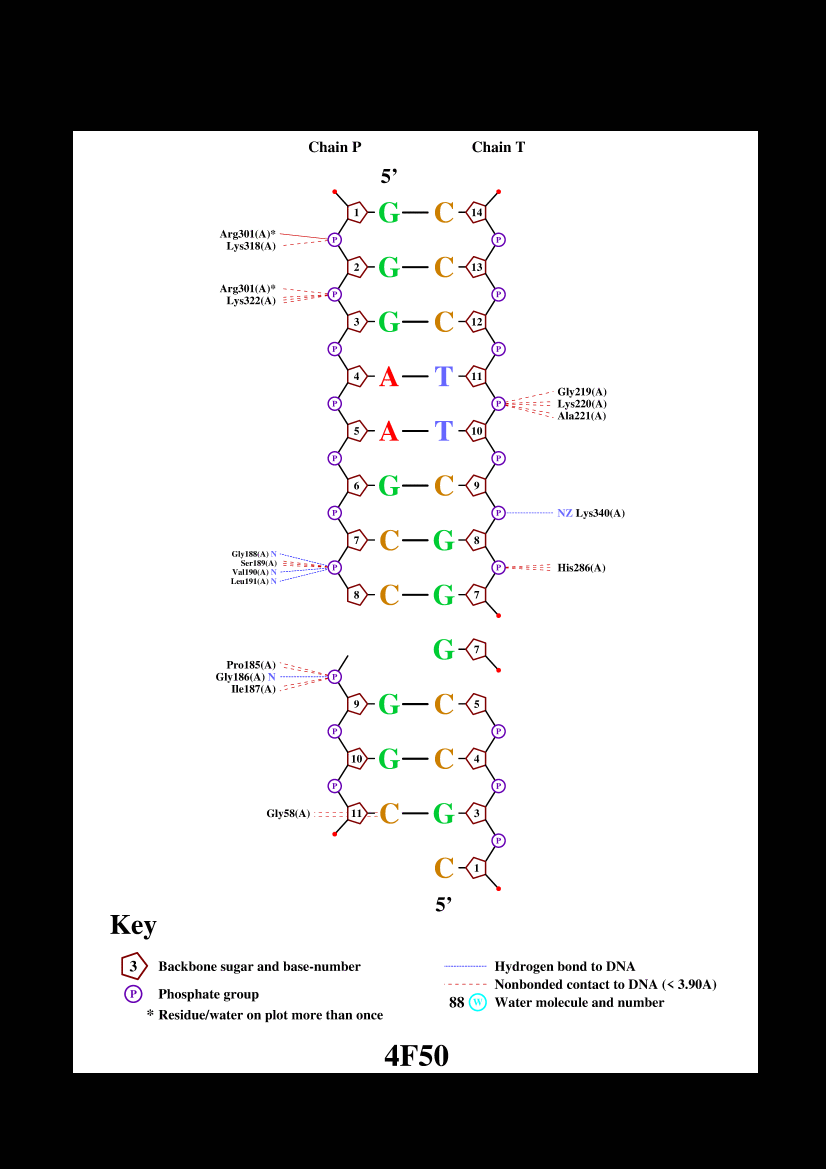 Chain P Chain T
5’
1 G C 14
P P
Arg301(A)*
Lys318(A)
2 G C 13
P P
Arg301(A)*
Lys322(A)
3 G C 12
P P
4 A T 11
P P
Gly219(A)
Lys220(A)
Ala221(A)
5 A T 10
P P
6 G C 9
P P NZ Lys340(A)
7 C G 8
Gly188(A) N
Ser189(A)
Val190(A) N
Leu191(A) N
P P His286(A)
8 C G 7
G 7
Pro185(A)
Gly186(A) N P
Ile187(A)
9 G C 5
P P
10 G C 4
P P
Gly58(A) 11 C G 3
P
C 1
5’
Key
3 Backbone sugar and base-number
P Phosphate group
* Residue/water on plot more than once
Hydrogen bond to DNA
Nonbonded contact to DNA (< 3.90A)
88 W Water molecule and number
4F50